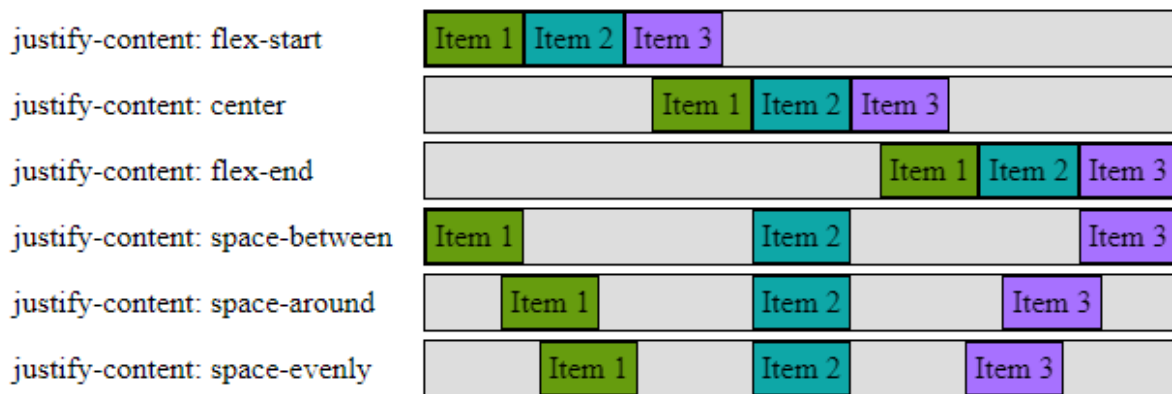 justify-content: flex-start Item 1 Item 2 Item 3
justify-content: center Item 1 Item 2 Item 3
justify-content: flex-end Item 1 Item 2 Item 3
justify-content: space-between Item 1 Item 2 Item 3
justify-content: space-around Item 1 Item 2 Item 3
justify-content: space-evenly Item 1 Item 2 Item 3